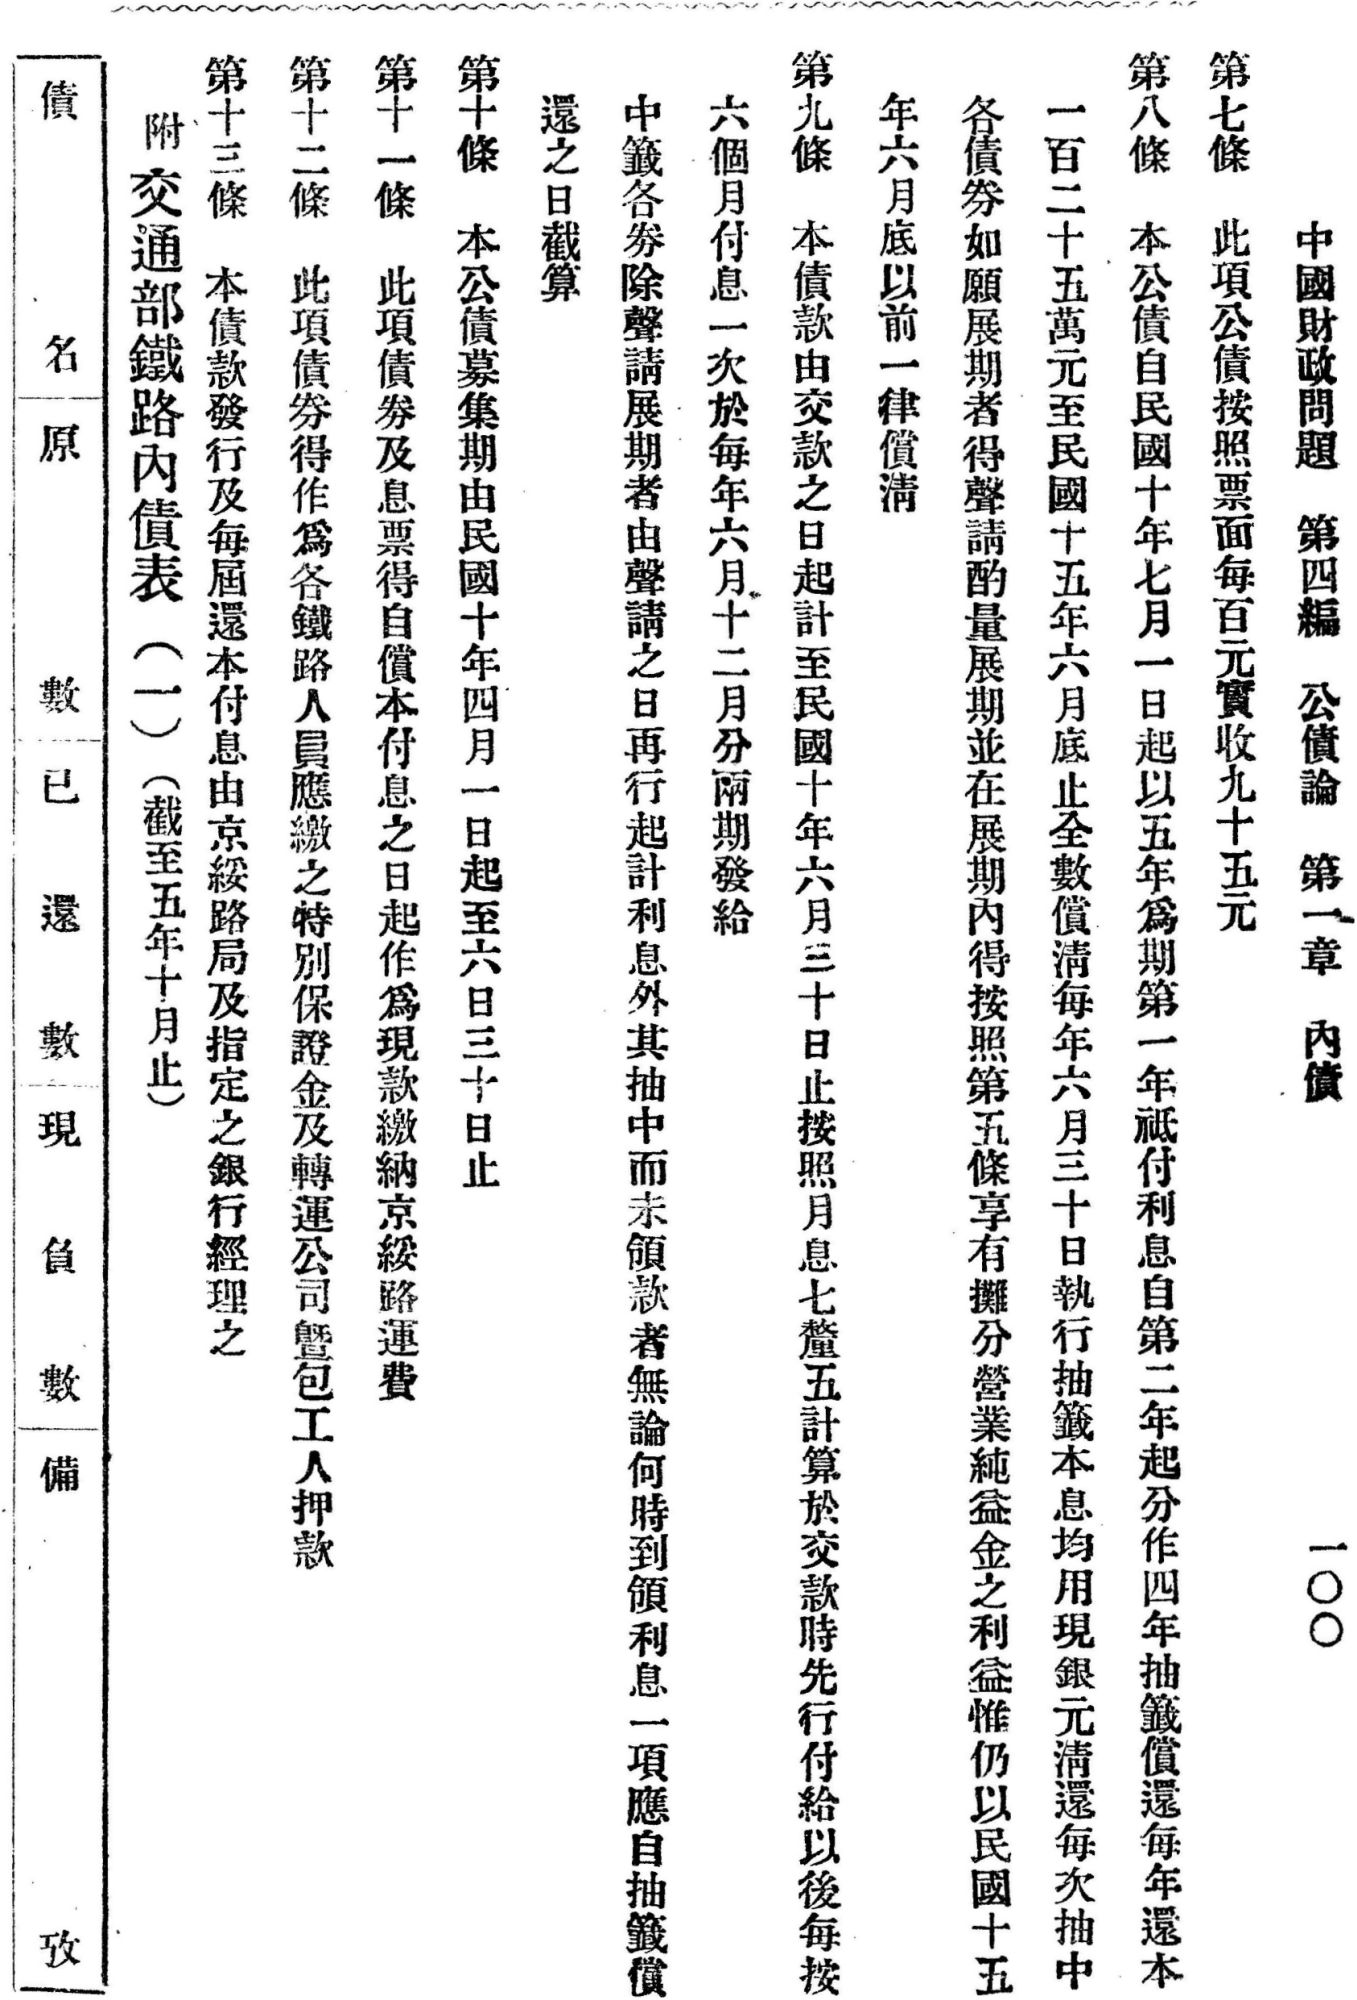 中國財政問題　第四編　公債論　第一章　內債　一〇〇
第七條　此項公債按照票面每百元實收九十五元
第八條　本公債自民國十年七月一日起以五年爲期第一年祗付利息自第二年起分作四年抽籤償還每年還本
一百二十五萬元至民國十五年六月底止全數償淸每年六月三十日執行抽籤本息均用現銀元淸還每次抽中
各債券如願展期者得聲請酌量展期並在展期內得按照第五條享有攤分營業純益金之利益惟仍以民國十五
年六月底以前一律償淸
第九條　本債款由交款之日起計至民國十年六月三十日止按照月息七釐五計算於交款時先行付給以後每按
六個月付息一次於每年六月十二月分兩期發給
中籤各券除聲請展期者由聲請之日再行起計利息外其抽中而未領款者無論何時到領利息一項應自抽籤償
還之日截算
第十條　本公債募集期由民國十年四月一日起至六日三十日止
第十一條　此項債券及息票得自償本付息之日起作爲現款繳納京綏路運費
第十二條　此項債券得作爲各鐵路人員應繳之特別保證金及轉運公司曁包工人押款
第十三條　本債款發行及每屆還本付息由京綏路局及指定之銀行經理之
附交通部鐵路內債表（一）（截至五年十月止）
債名　原數　已還數　現負數　備攷